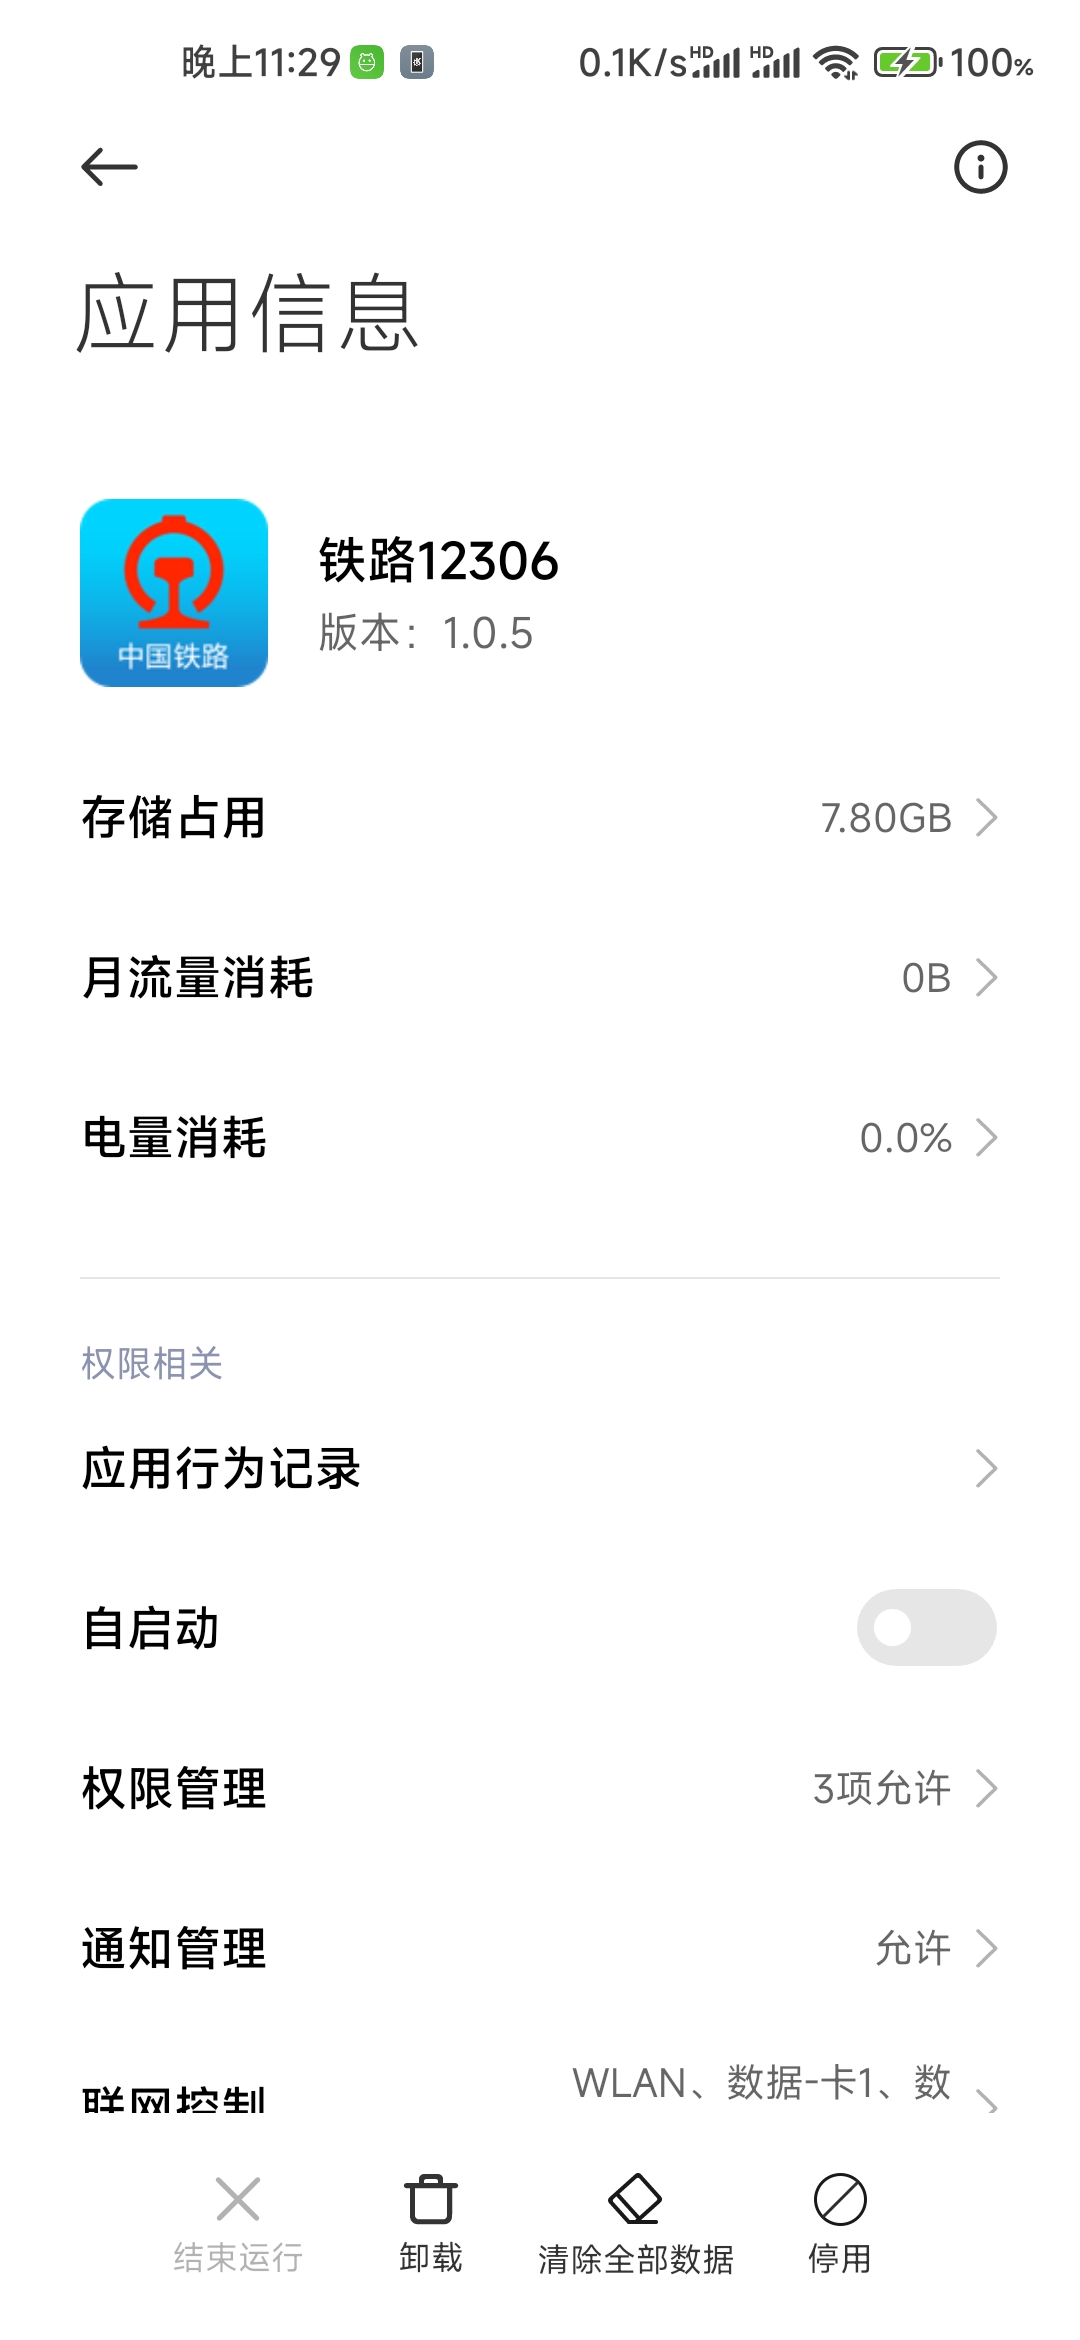 晚上11:29 0.1K/s HD HD 100%
应用信息
中国铁路
铁路12306
版本：1.0.5
存储占用 7.80GB
月流量消耗 0B
电量消耗 0.0%
权限相关
应用行为记录
自启动
权限管理 3项允许
通知管理 允许
联网控制 WLAN、数据-卡1、数
结束运行 卸载 清除全部数据 停用